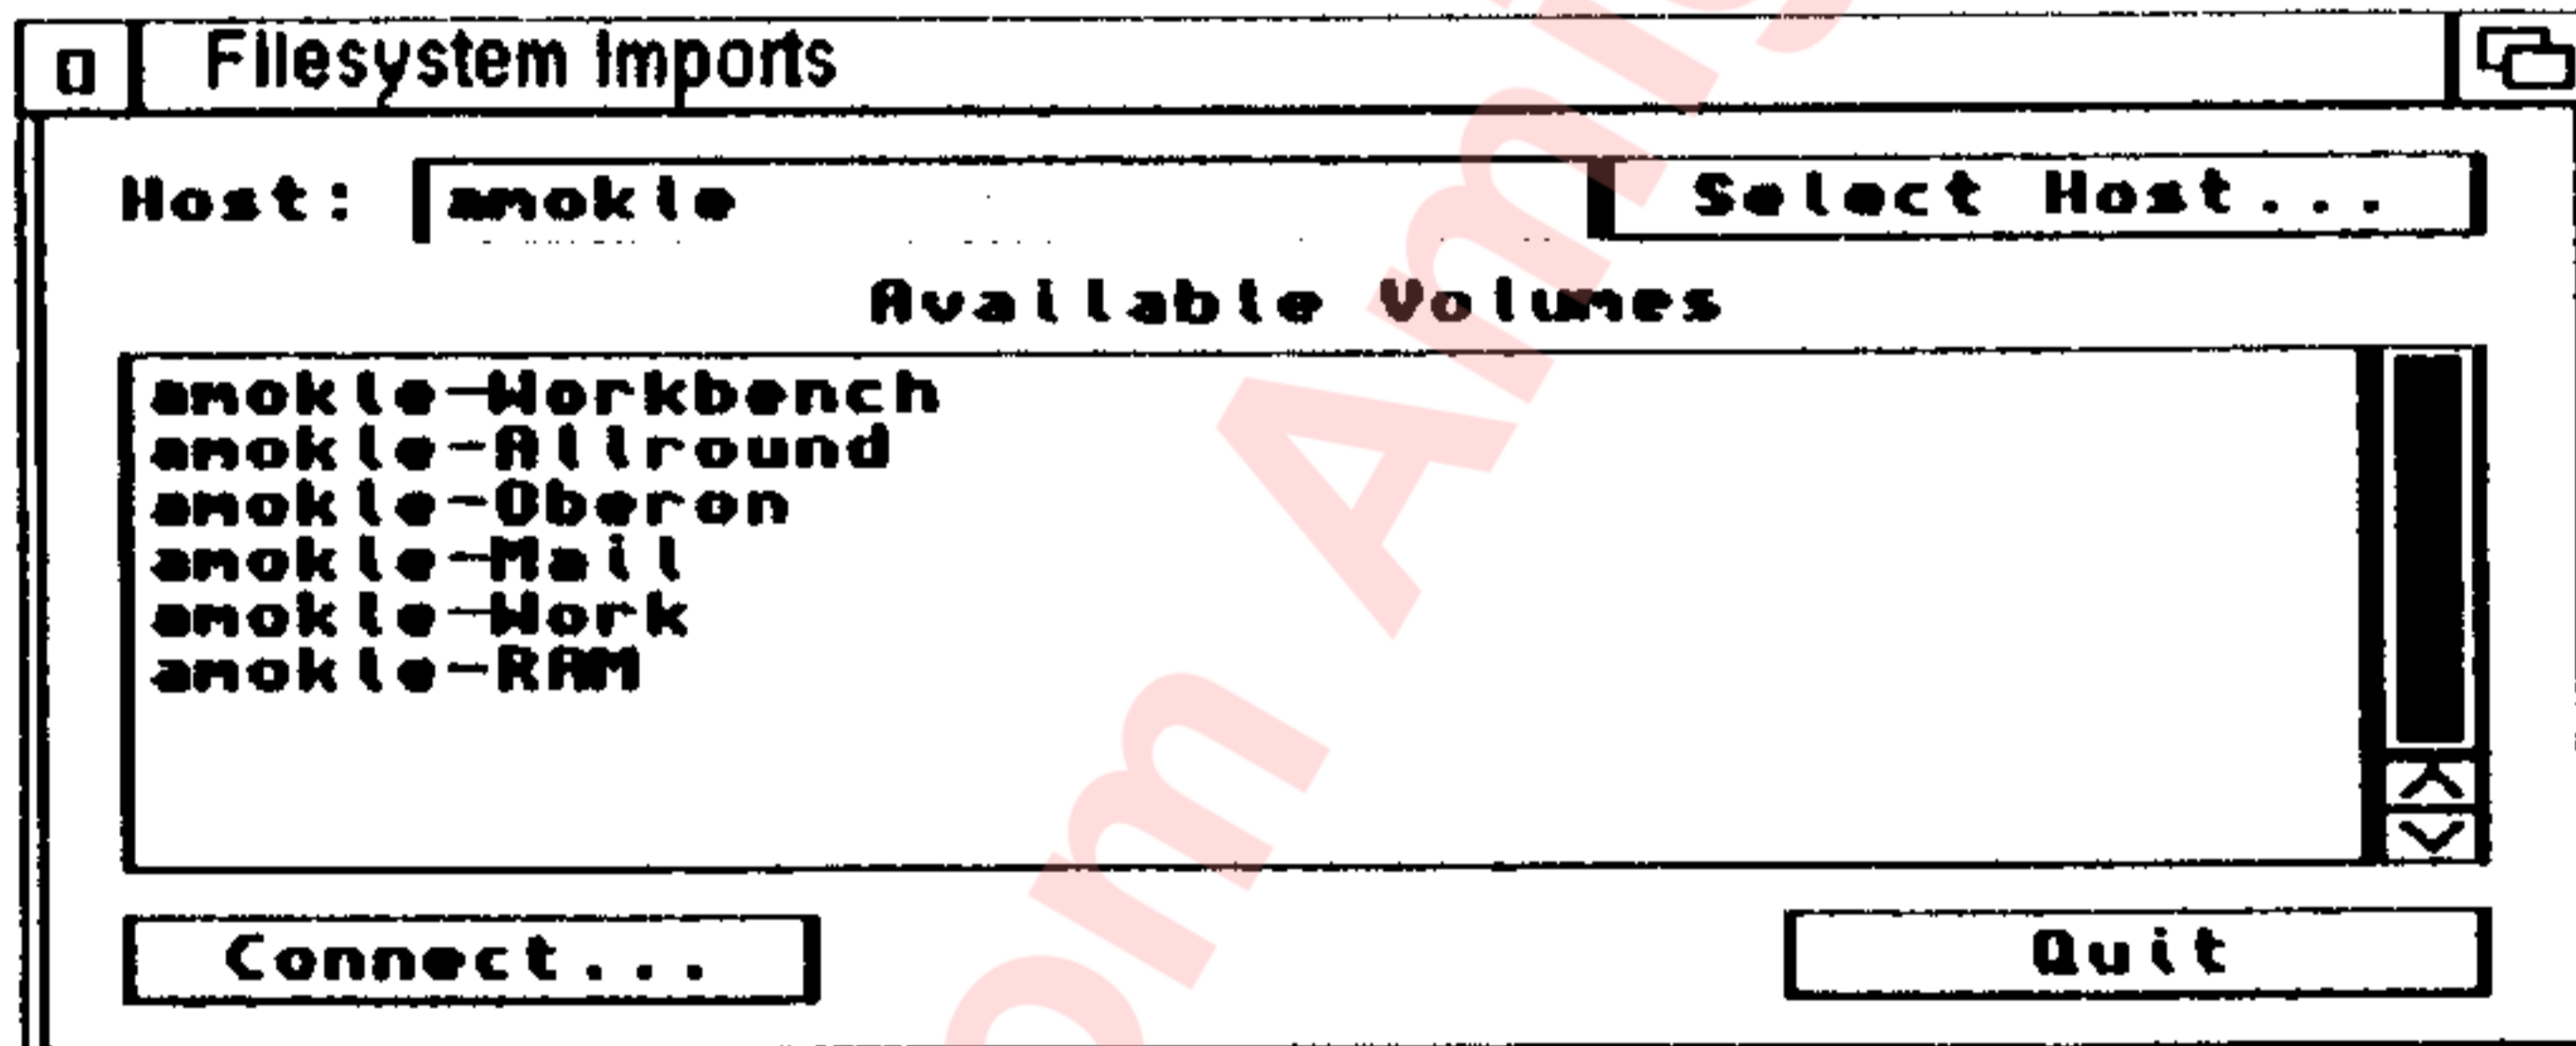 Filesystem Imports
Host: amokle Select Host...
Available Volumes
amokle-Workbench
amokle-Allround
amokle-Oberon
amokle-Mail
amokle-Work
amokle-RAM
Connect... Quit